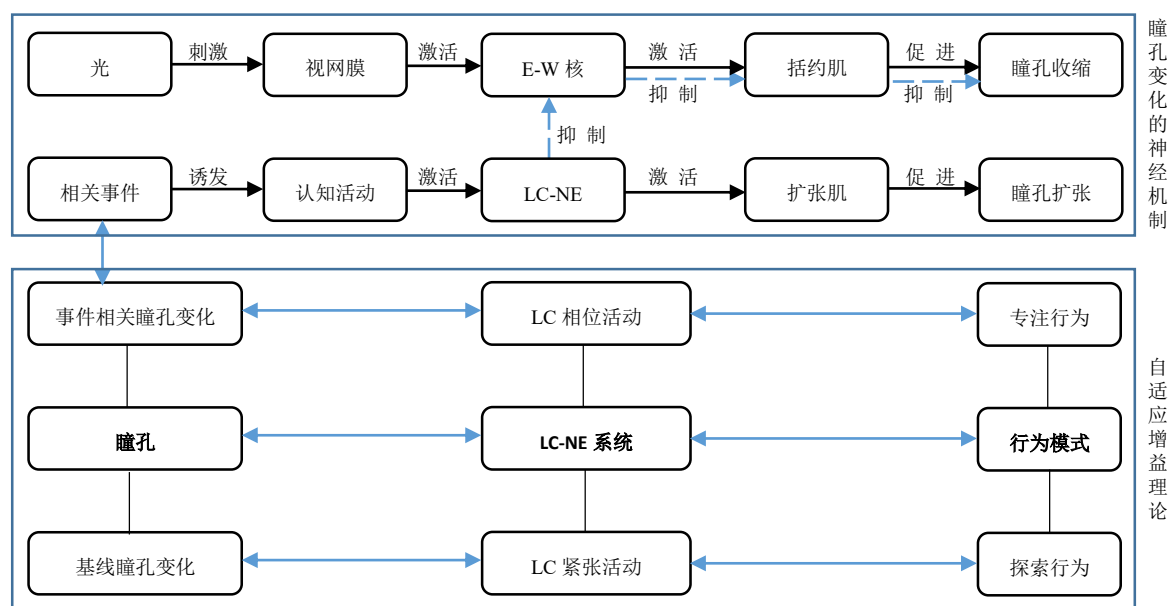 刺激 激活 激 活 促 进
光 视网膜 E-W 核 括约肌 瞳孔收缩
抑 制 抑 制
抑 制
诱发 激活 激 活 促 进
相关事件 认知活动 LC-NE 扩张肌 瞳孔扩张
瞳孔变化的神经机制
事件相关瞳孔变化 LC 相位活动 专注行为
瞳孔 LC-NE 系统 行为模式
基线瞳孔变化 LC 紧张活动 探索行为
自适应增益理论